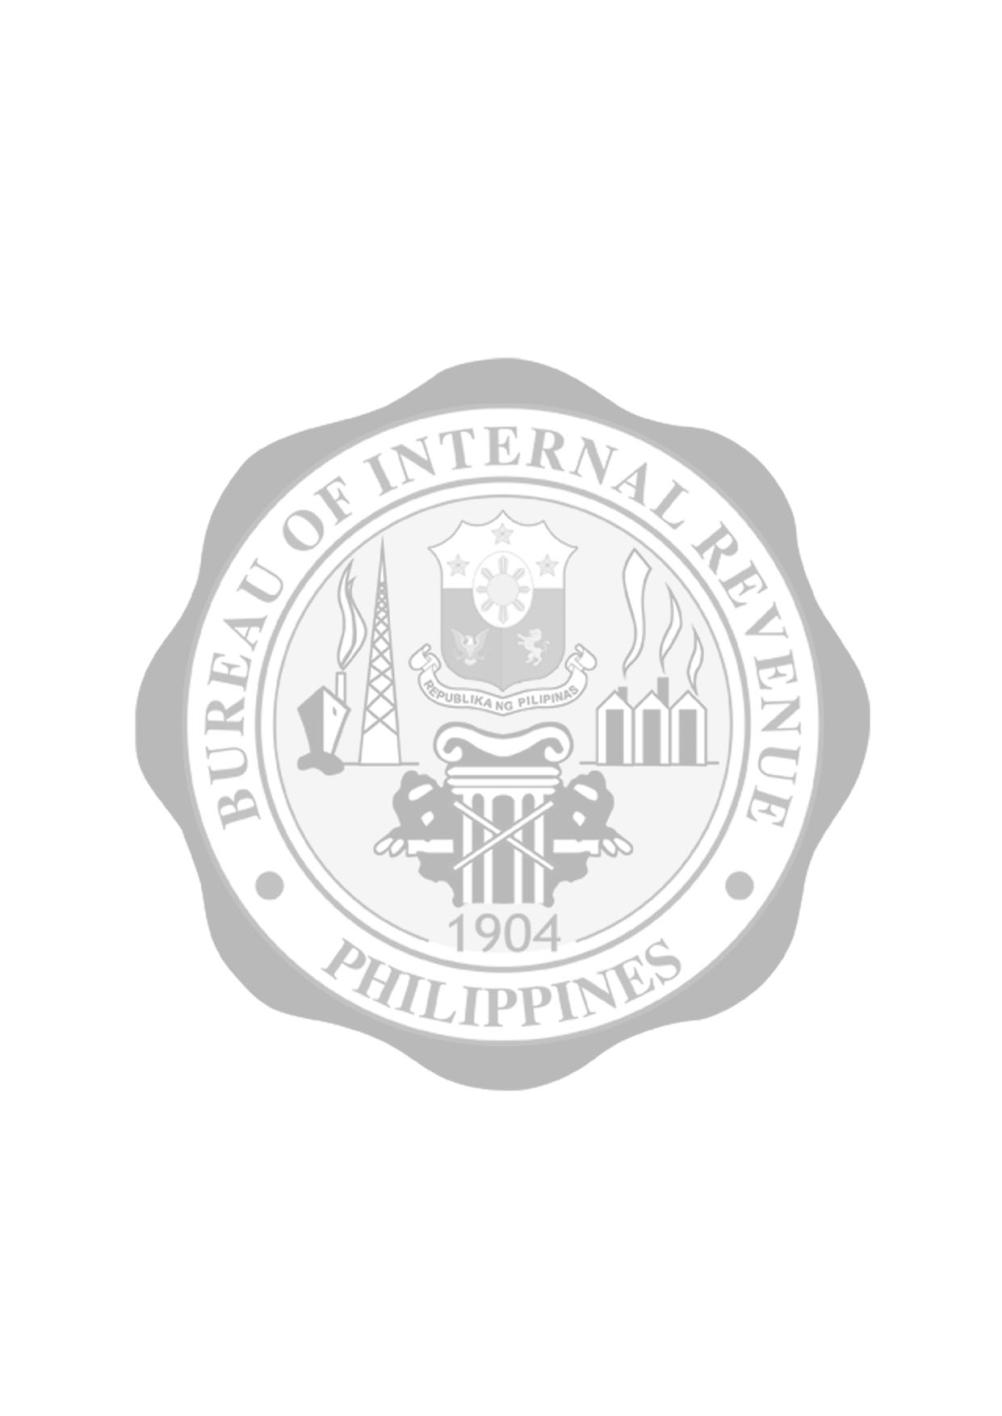 BUREAU OF INTERNAL REVENUE
REPUBLIKA NG PILIPINAS
1904
PHILIPPINES